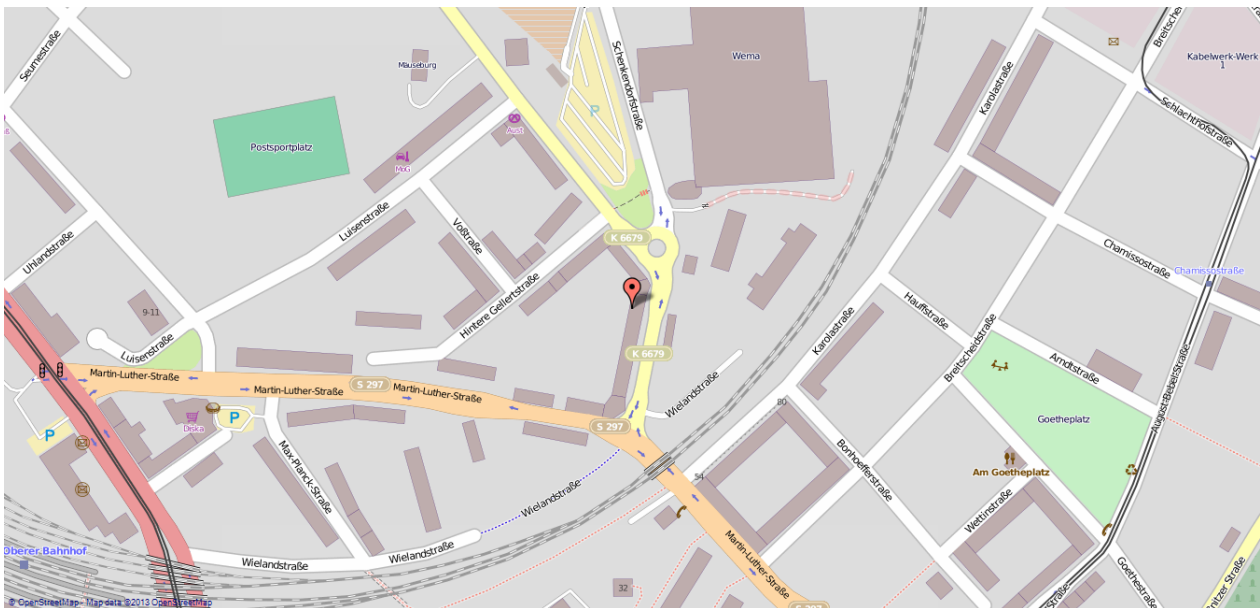 Seumestraße
Mäuseburg
Schenkendorfstraße
Wema
Karolastraße
Kabelwerk-Werk
1
Schlachthofstraße
P
Aust
MoG
Postsportplatz
Luisenstraße
Voßstraße
Uhlandstraße
K 6679
Chamissostraße
Chamissostraße
Hintere Gellertstraße
9-11
Hauffstraße
Karolastraße
Breitscheidstraße
Luisenstraße
K 6679
Arndtstraße
August-Bebel-Straße
Martin-Luther-Straße
S 297
Martin-Luther-Straße
Martin-Luther-Straße
Wielandstraße
80
Goetheplatz
P
Diska
P
S 297
Max-Planck-Straße
Bonhoefferstraße
54
Am Goetheplatz
Wielandstraße
Wettinstraße
Martin-Luther-Straße
Oberer Bahnhof
Wielandstraße
Wielandstraße
32
Goethestraße
© OpenStreetMap - Map data ©2013 OpenStreetMap
S 297